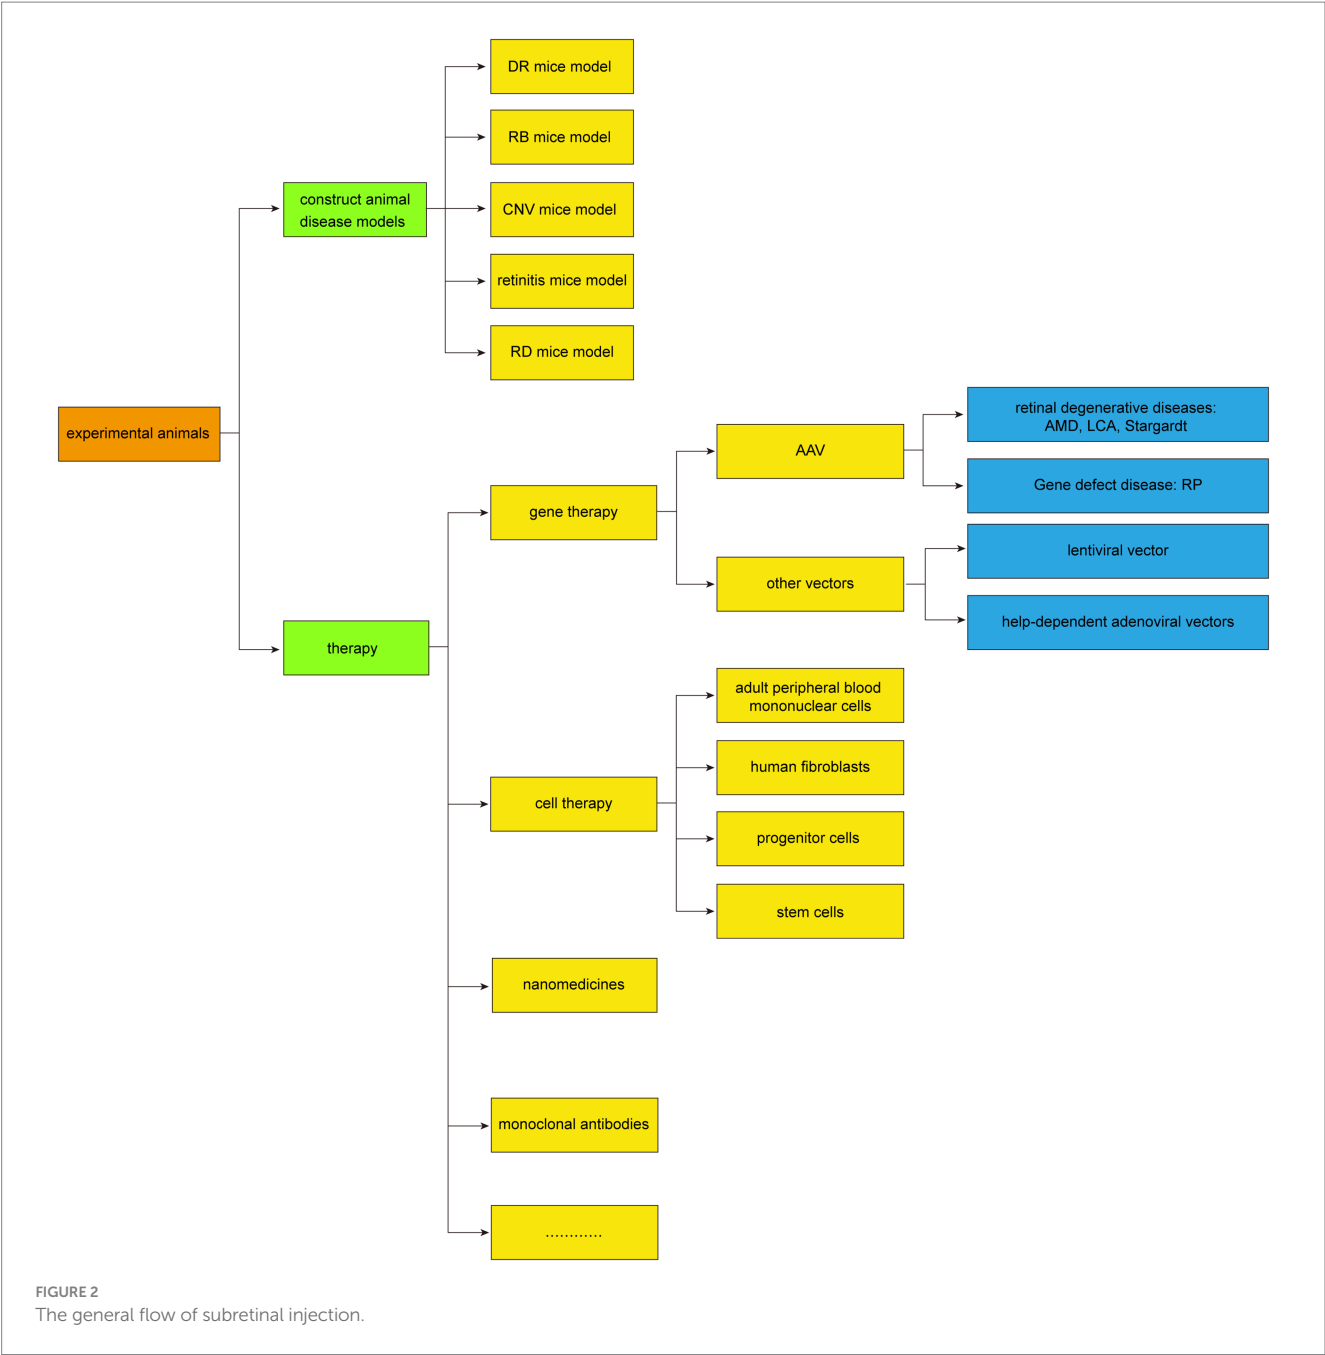 DR mice model
RB mice model
construct animal
disease models
CNV mice model
retinitis mice model
RD mice model
experimental animals
retinal degenerative diseases:
AMD, LCA, Stargardt
AAV
Gene defect disease: RP
gene therapy
lentiviral vector
other vectors
help-dependent adenoviral vectors
therapy
adult peripheral blood
mononuclear cells
human fibroblasts
cell therapy
progenitor cells
stem cells
nanomedicines
monoclonal antibodies
............
FIGURE 2
The general flow of subretinal injection.